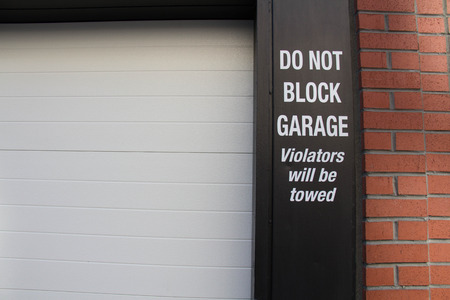 DO NOT
BLOCK
GARAGE
Violators
will be
towed